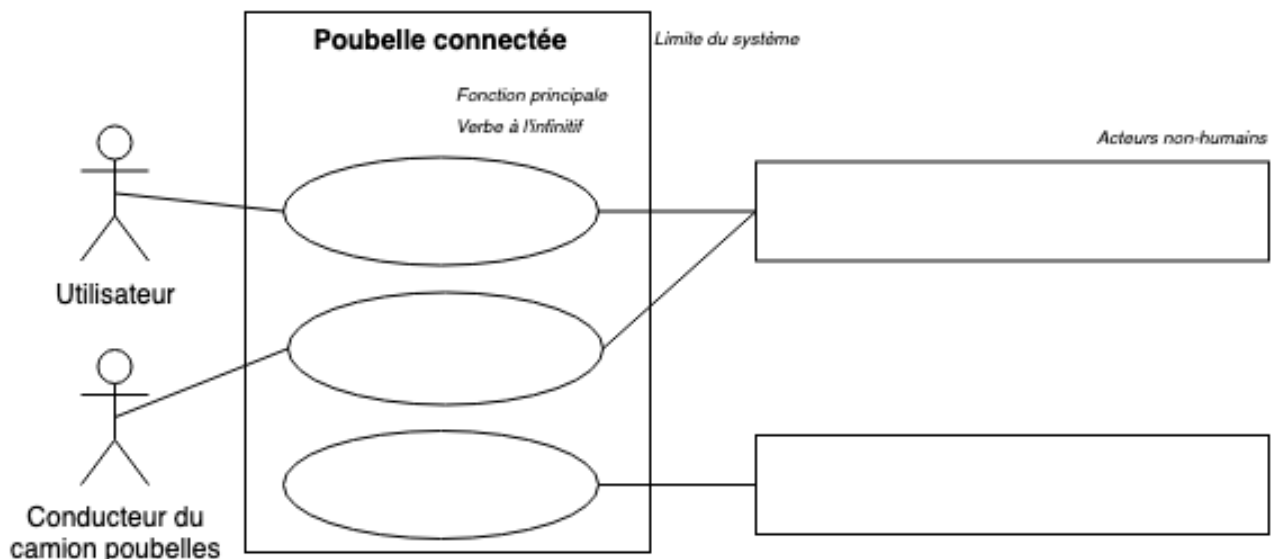 Poubelle connectée
Limite du système
Fonction principale
Verbe à l'infinitif
Acteurs non-humains
Utilisateur
Conducteur du
camion poubelles